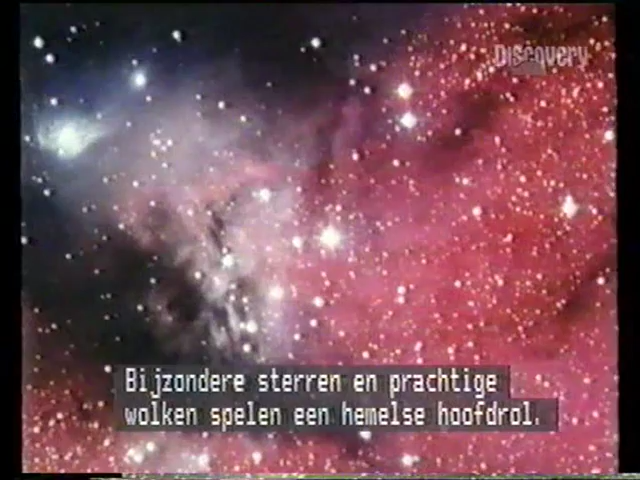 Discovery
Bijzondere sterren en prachtige
wolken spelen een hemelse hoofdrol.